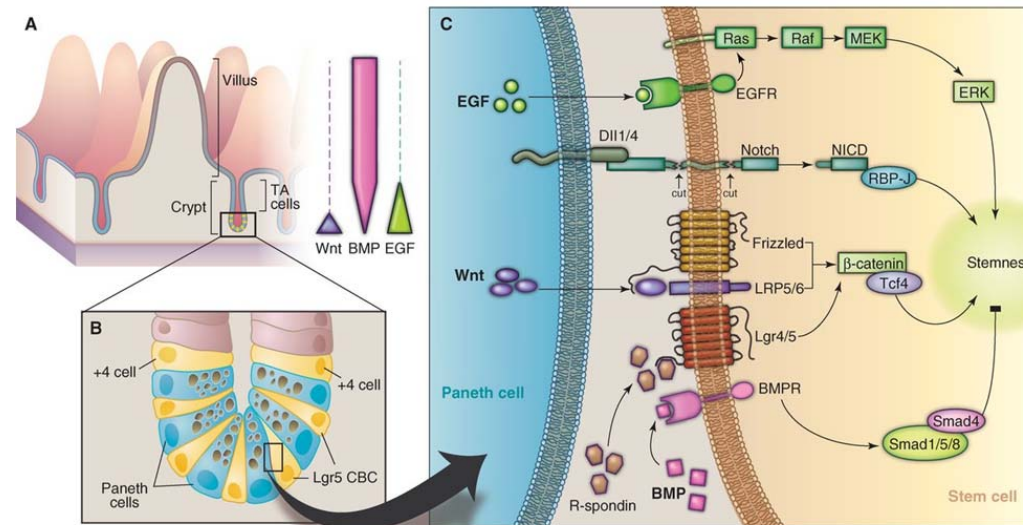 A
Villus
TA
cells
Crypt
Wnt
BMP
EGF
B
+4 cell
+4 cell
Paneth
cells
Lgr5 CBC
C
Ras
Raf
MEK
EGF
EGFR
ERK
Dll1/4
Notch
NICD
RBP-J
cut
cut
Frizzled
β-catenin
Stemnes
Wnt
LRP5/6
Tcf4
Lgr4/5
Paneth cell
BMPR
Smad4
Smad1/5/8
R-spondin
BMP
Stem cell